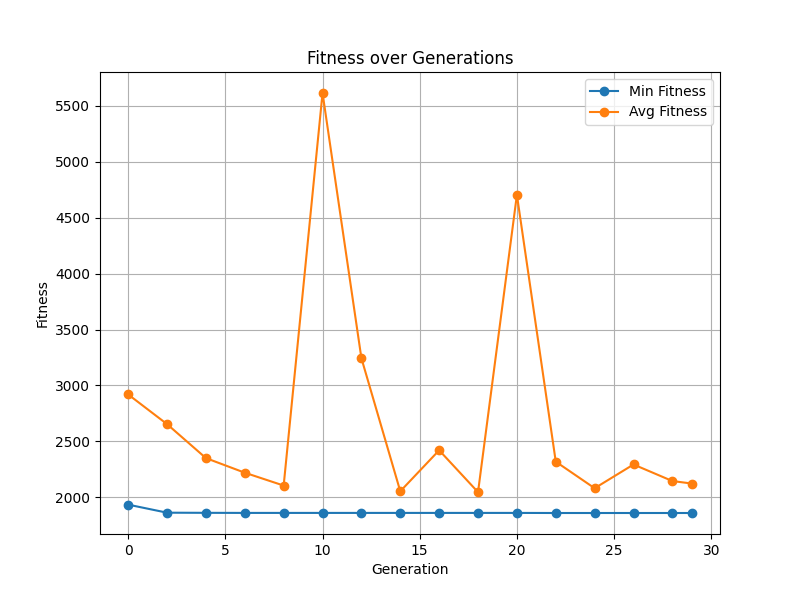 Fitness over Generations
Min Fitness
Avg Fitness
5500
5000
4500
4000
3500
3000
2500
2000
Fitness
0 5 10 15 20 25 30
Generation